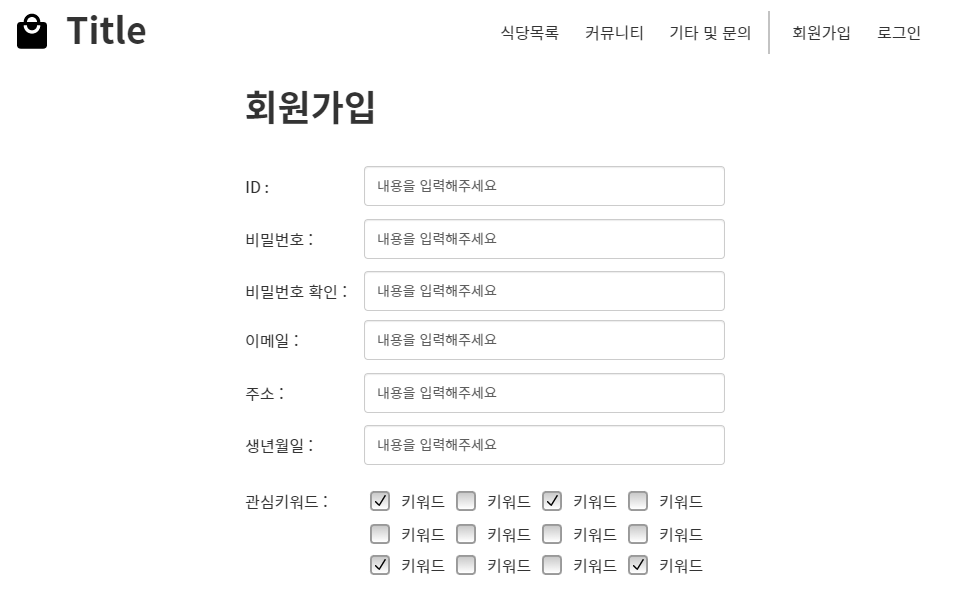 Title 식당목록 커뮤니티 기타 및 문의 회원가입 로그인
회원가입
ID : 내용을 입력해주세요
비밀번호 : 내용을 입력해주세요
비밀번호 확인 : 내용을 입력해주세요
이메일 : 내용을 입력해주세요
주소 : 내용을 입력해주세요
생년월일 : 내용을 입력해주세요
관심키워드 : 키워드 키워드 키워드 키워드
키워드 키워드 키워드 키워드
키워드 키워드 키워드 키워드